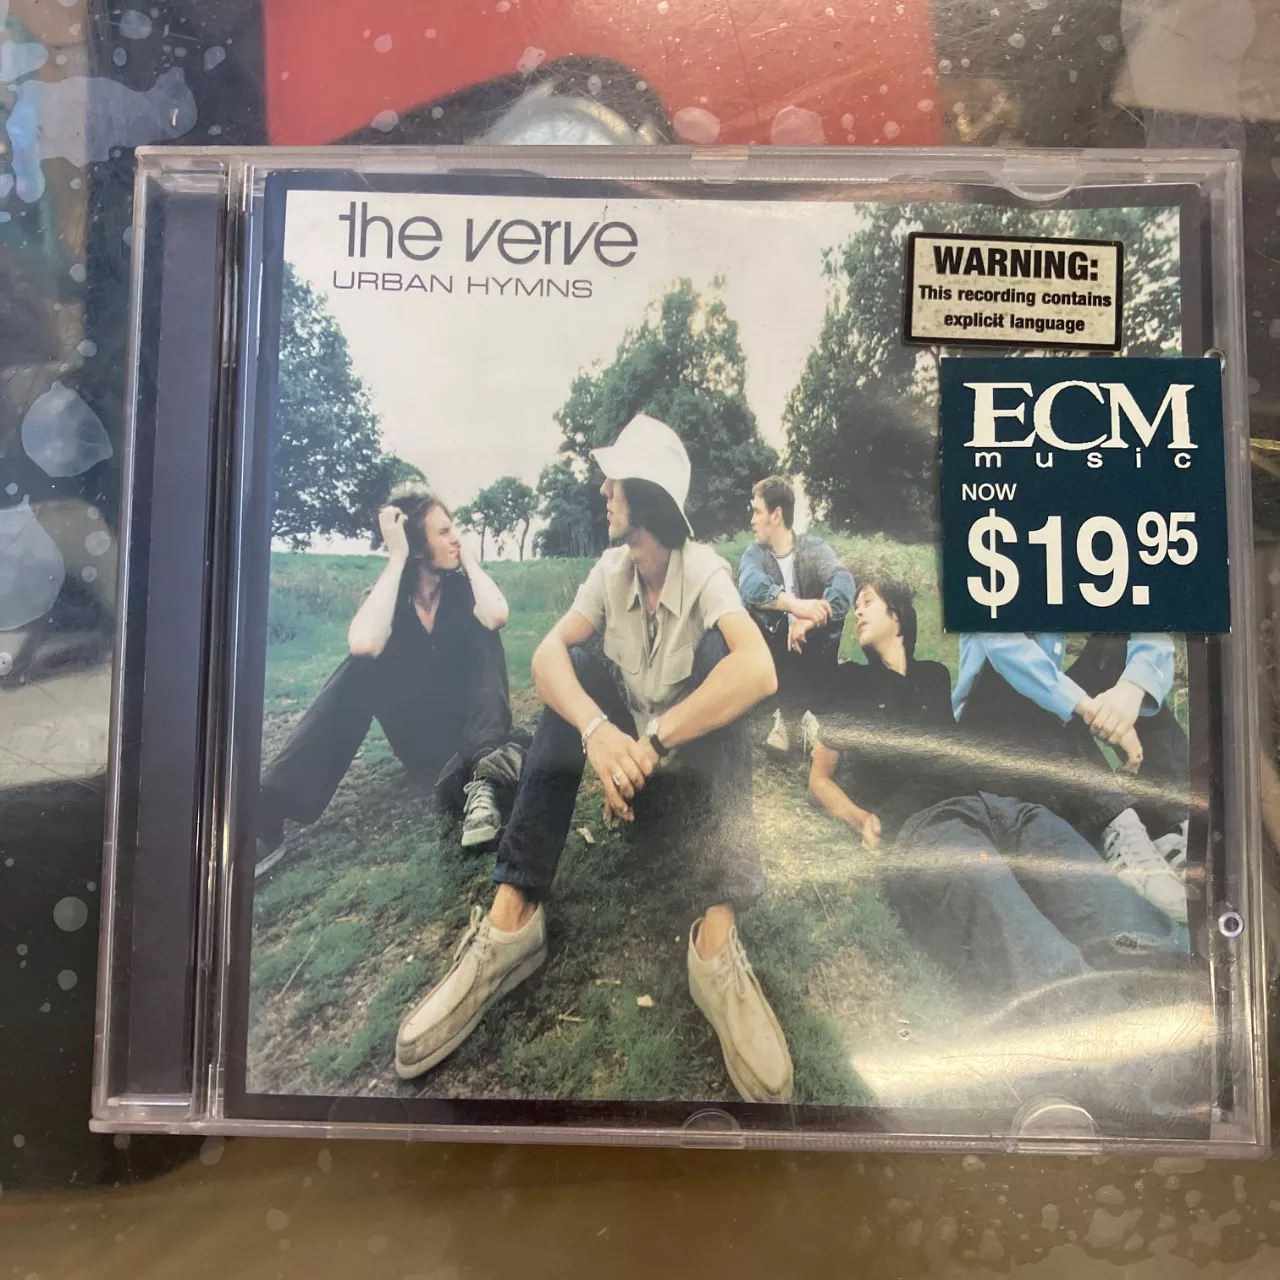 the verve
URBAN HYMNS
WARNING:
This recording contains
explicit language
ECM
music
NOW
$19.95